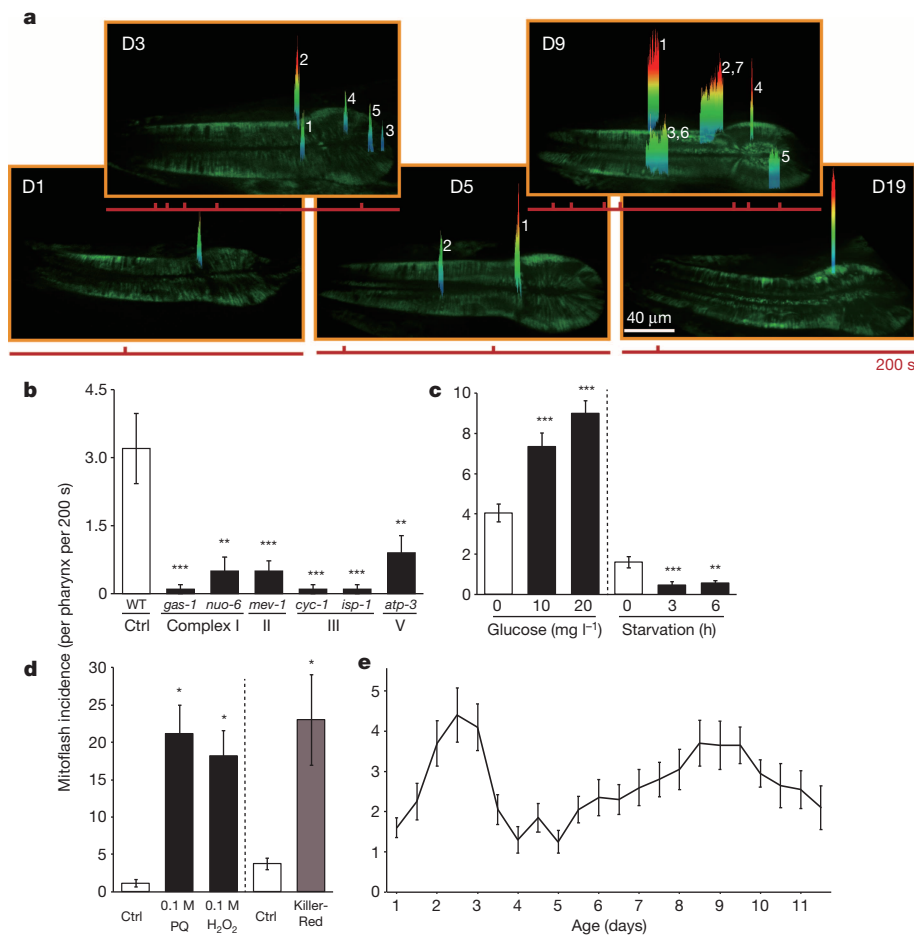 a
D3
2
1
4
5
3
D9
1
2,7
4
3,6
5
D1
D5
2
1
D19
40 μm
200 s
Mitoflash incidence (per pharynx per 200 s)
b
4.5
3.0
1.5
0
***
**
***
***
***
**
WT
gas-1
nuo-6
mev-1
cyc-1
isp-1
atp-3
Ctrl
Complex I
II
III
V
c
10
8
6
4
2
0
***
***
***
**
0
10
20
0
3
6
Glucose (mg l⁻¹)
Starvation (h)
d
30
25
20
15
10
5
0
*
*
*
Ctrl
0.1 M
PQ
0.1 M
H₂O₂
Ctrl
Killer-
Red
e
5
4
3
2
1
0
1
2
3
4
5
6
7
8
9
10
11
Age (days)